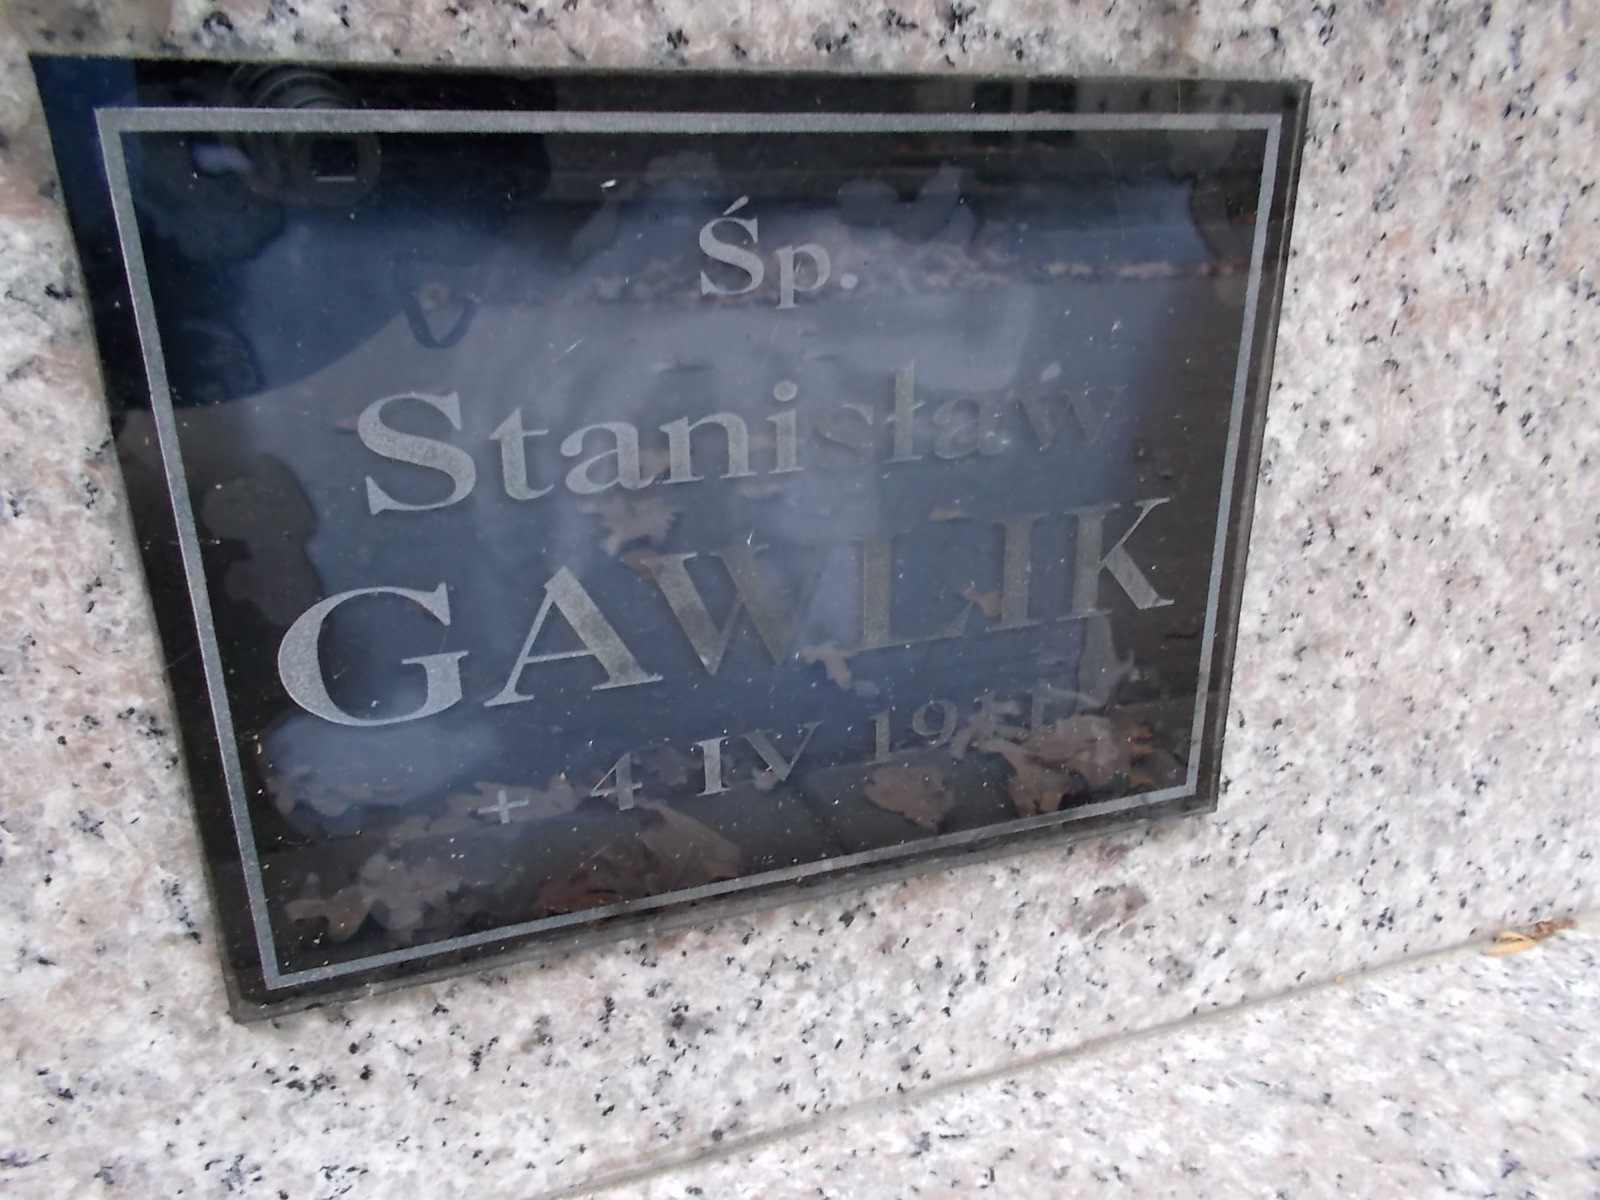 Śp.
Stanisław
GAWLIK
+ 4 IV